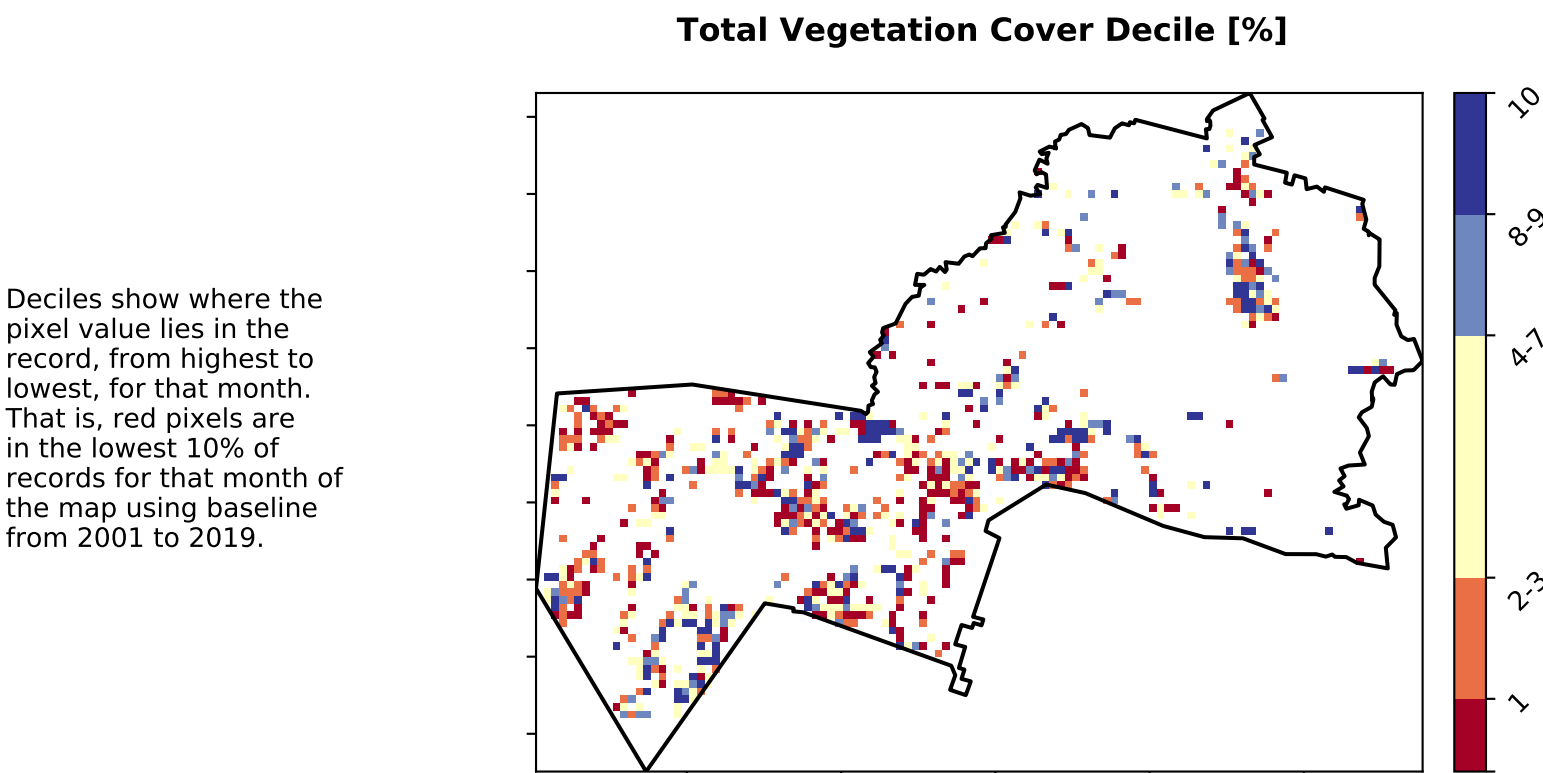 Total Vegetation Cover Decile [%]
Deciles show where the
pixel value lies in the
record, from highest to
lowest, for that month.
That is, red pixels are
in the lowest 10% of
records for that month of
the map using baseline
from 2001 to 2019.
10
8-9
4-7
2-3
1